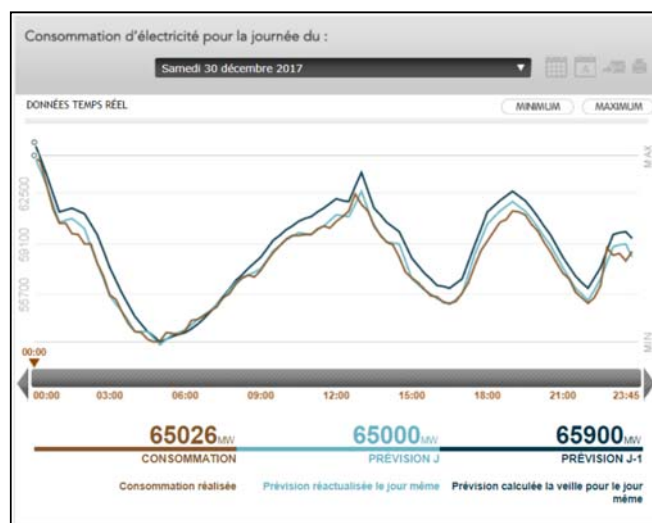 Consommation d'électricité pour la journée du :
Samedi 30 décembre 2017
DONNÉES TEMPS RÉEL
MINIMUM
MAXIMUM
MAX
62500
59100
55700
MIN
00:00
00:00 03:00 06:00 09:00 12:00 15:00 18:00 21:00 23:45
65026MW 65000MW 65900MW
CONSOMMATION PRÉVISION J PRÉVISION J-1
Consommation réalisée Prévision réactualisée le jour même Prévision calculée la veille pour le jour
même